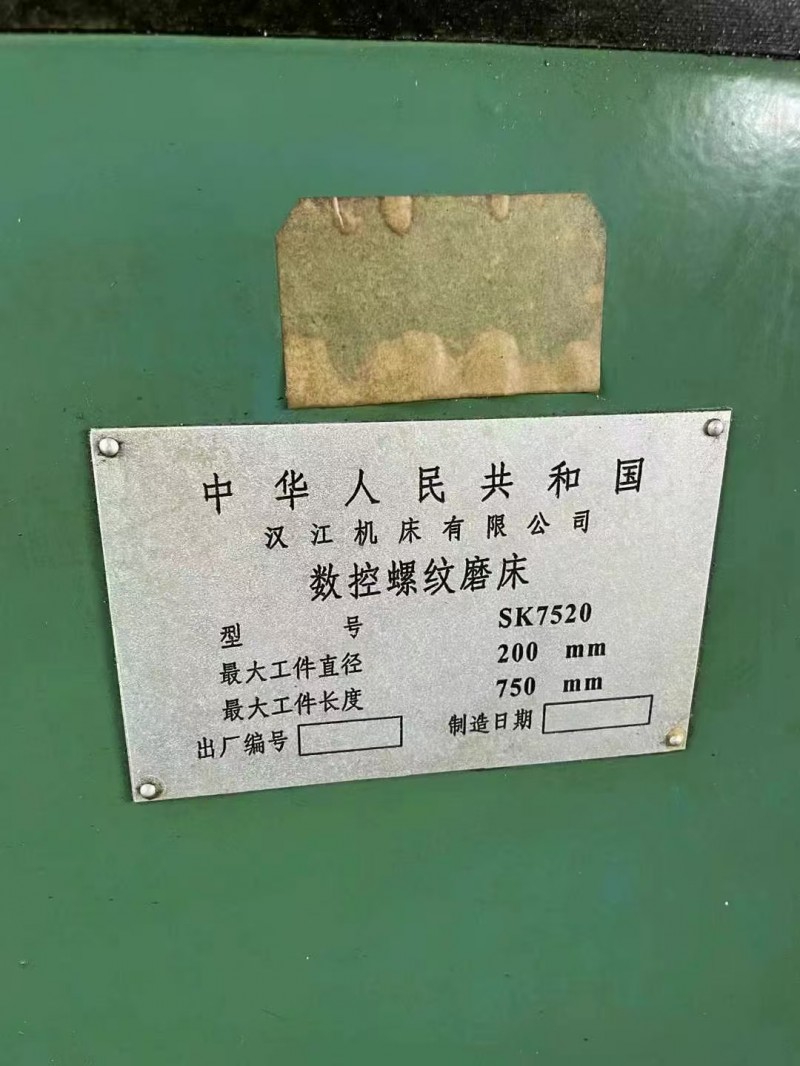 中华人民共和国
汉江机床有限公司
数控螺纹磨床
型号 SK7520
最大工件直径 200 mm
最大工件长度 750 mm
出厂编号 制造日期